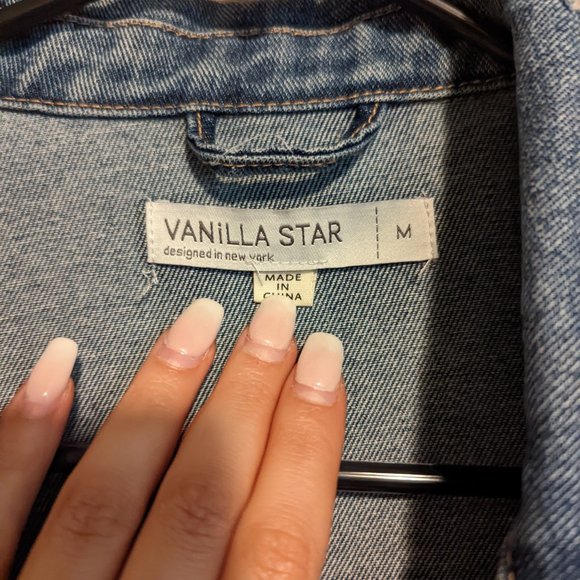 VANiLLA STAR
designed in new york
M
MADE
IN
CHINA